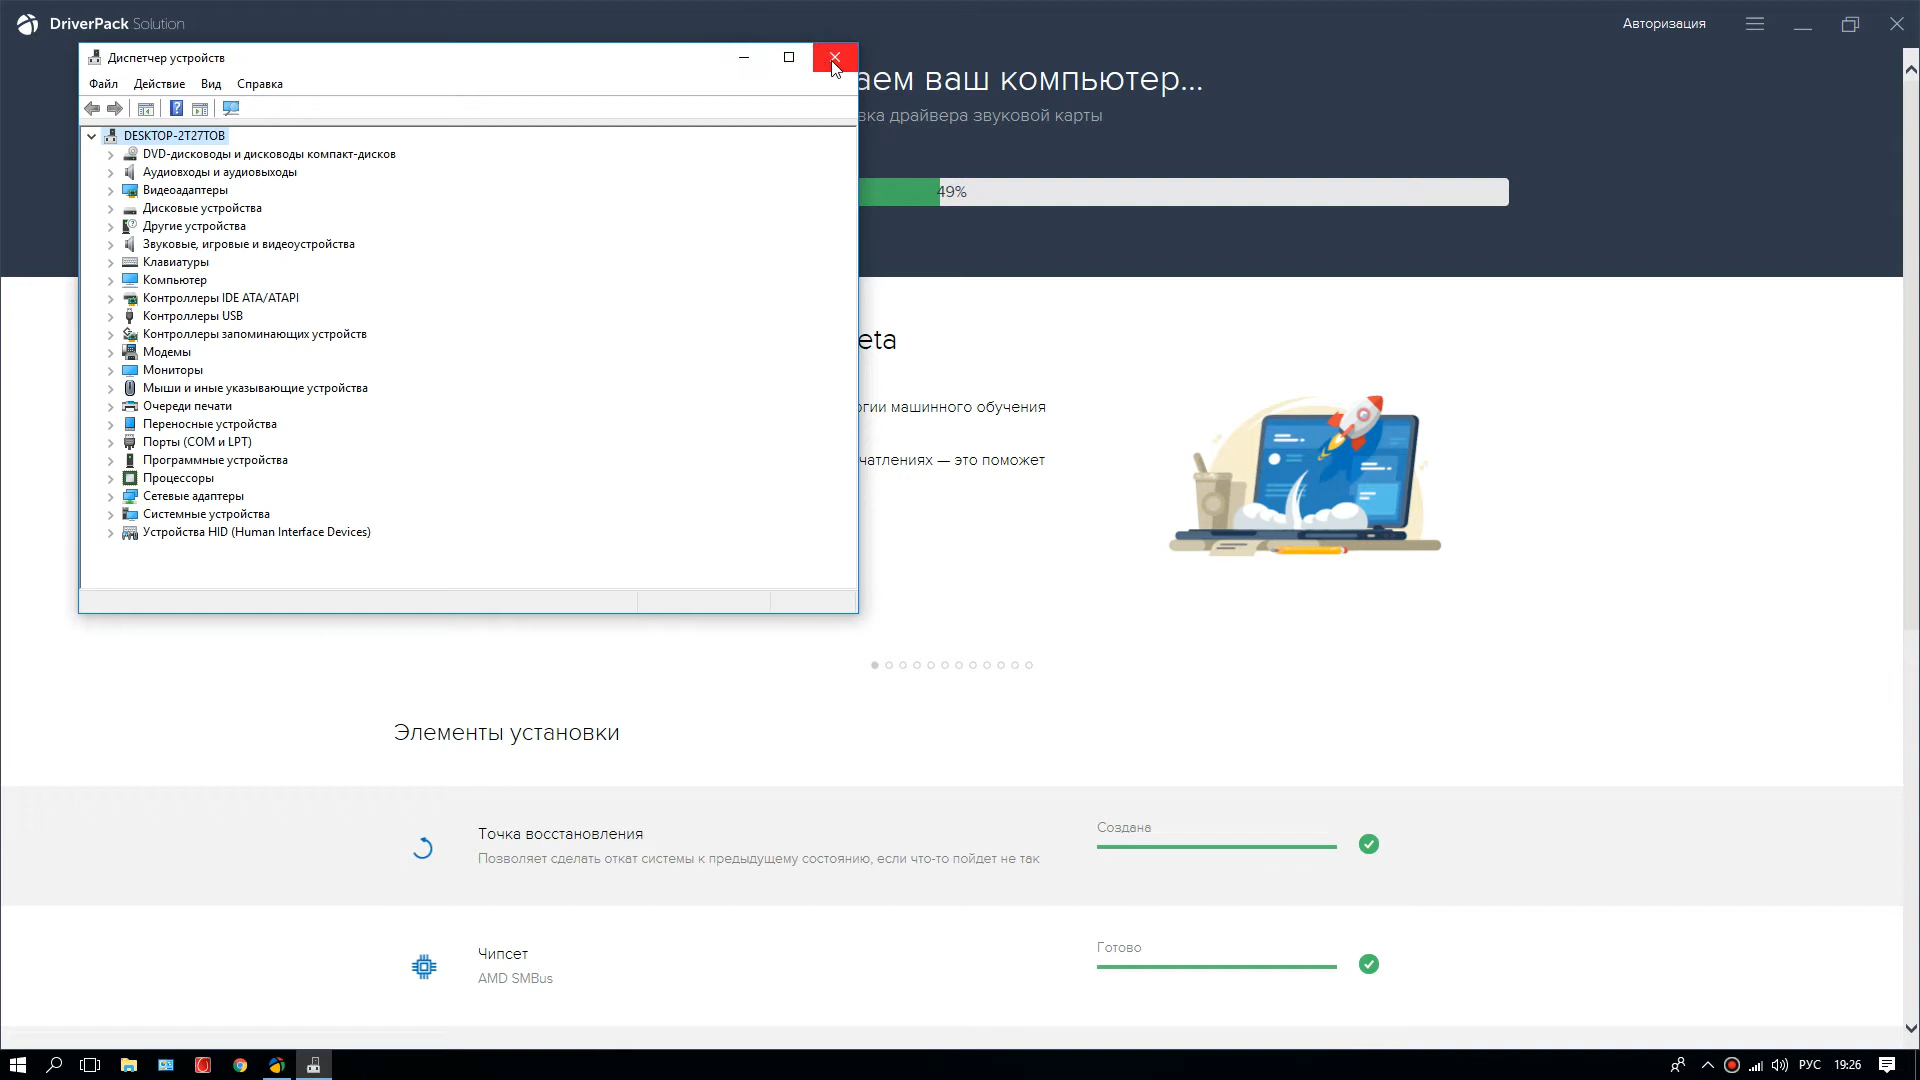 DriverPack Solution
Авторизация
Диспетчер устройств
Файл Действие Вид Справка
DESKTOP-2T27TOB
DVD-дисководы и дисководы компакт-дисков
Аудиовходы и аудиовыходы
Видеоадаптеры
Дисковые устройства
Другие устройства
Звуковые, игровые и видеоустройства
Клавиатуры
Компьютер
Контроллеры IDE ATA/ATAPI
Контроллеры USB
Контроллеры запоминающих устройств
Модемы
Мониторы
Мыши и иные указывающие устройства
Очереди печати
Переносные устройства
Порты (COM и LPT)
Программные устройства
Процессоры
Сетевые адаптеры
Системные устройства
Устройства HID (Human Interface Devices)
аем ваш компьютер...
вка драйвера звуковой карты
49%
eta
огии машинного обучения
чатлениях — это поможет
Элементы установки
Точка восстановления
Позволяет сделать откат системы к предыдущему состоянию, если что-то пойдет не так
Создана
Чипсет
AMD SMBus
Готово
РУС 19:26